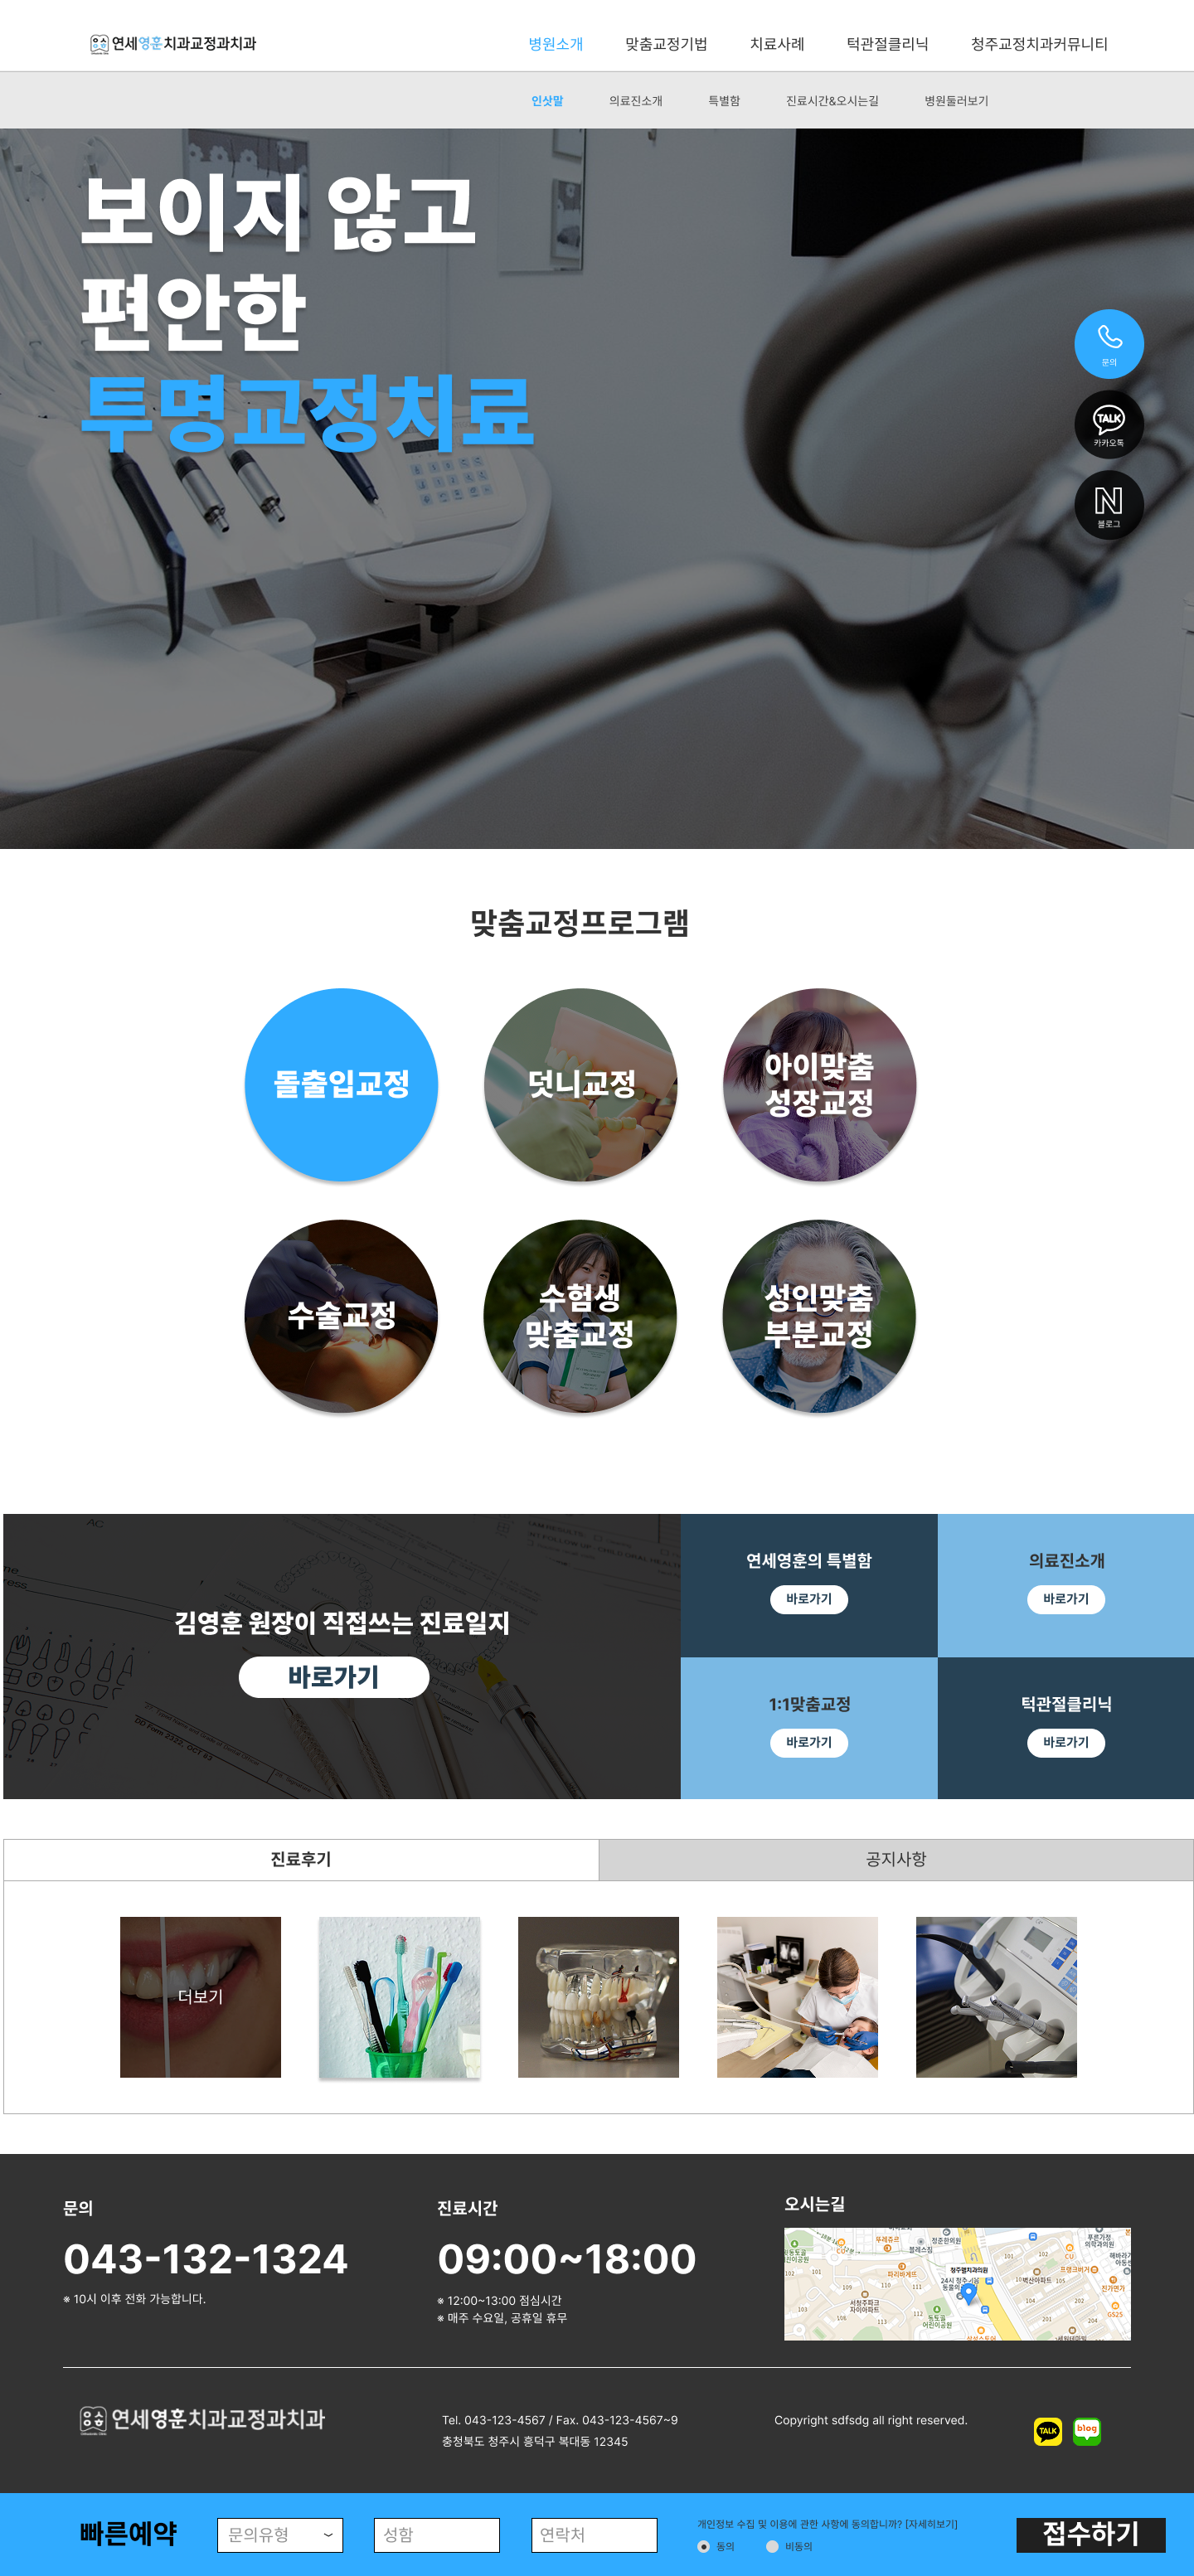 연세영훈치과교정과치과
병원소개
맞춤교정기법
치료사례
턱관절클리닉
청주교정치과커뮤니티
인삿말
의료진소개
특별함
진료시간&오시는길
병원둘러보기
보이지 않고
편안한
투명교정치료
문의
TALK
카카오톡
N
블로그
맞춤교정프로그램
돌출입교정
덧니교정
아이맞춤
성장교정
수술교정
수험생
맞춤교정
성인맞춤
부분교정
김영훈 원장이 직접쓰는 진료일지
바로가기
연세영훈의 특별함
바로가기
의료진소개
바로가기
1:1맞춤교정
바로가기
턱관절클리닉
바로가기
진료후기
공지사항
더보기
문의
043-132-1324
※ 10시 이후 전화 가능합니다.
진료시간
09:00~18:00
※ 12:00~13:00 점심시간
※ 매주 수요일, 공휴일 휴무
오시는길
연세영훈치과교정과치과
Tel. 043-123-4567 / Fax. 043-123-4567~9
충청북도 청주시 흥덕구 복대동 12345
Copyright sdfsdg all right reserved.
TALK
blog
빠른예약
문의유형
성함
연락처
개인정보 수집 및 이용에 관한 사항에 동의합니까? [자세히보기]
동의
비동의
접수하기